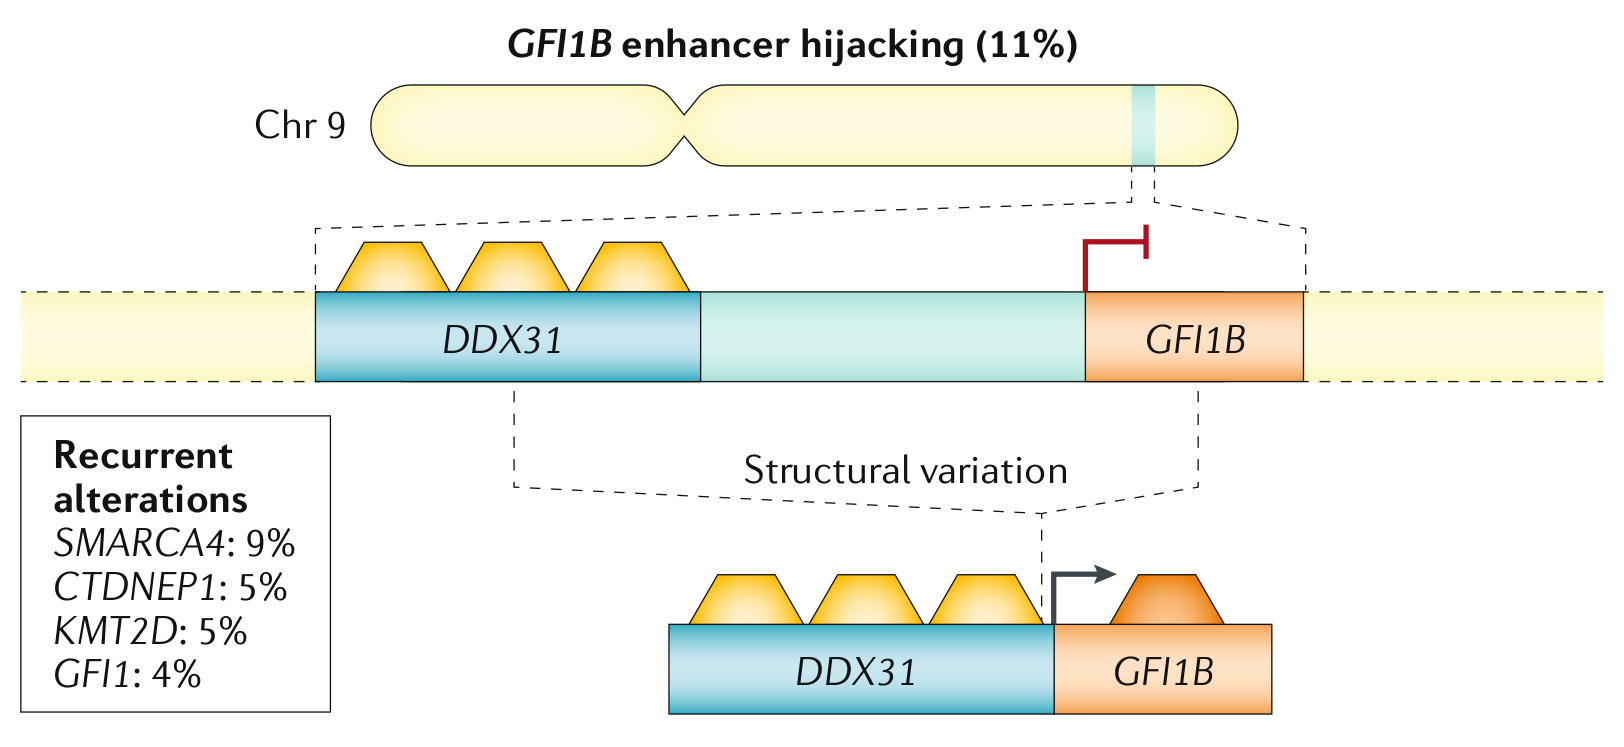 GFI1B enhancer hijacking (11%)
Chr 9
DDX31
GFI1B
Recurrent
alterations
SMARCA4: 9%
CTDNEP1: 5%
KMT2D: 5%
GFI1: 4%
Structural variation
DDX31
GFI1B